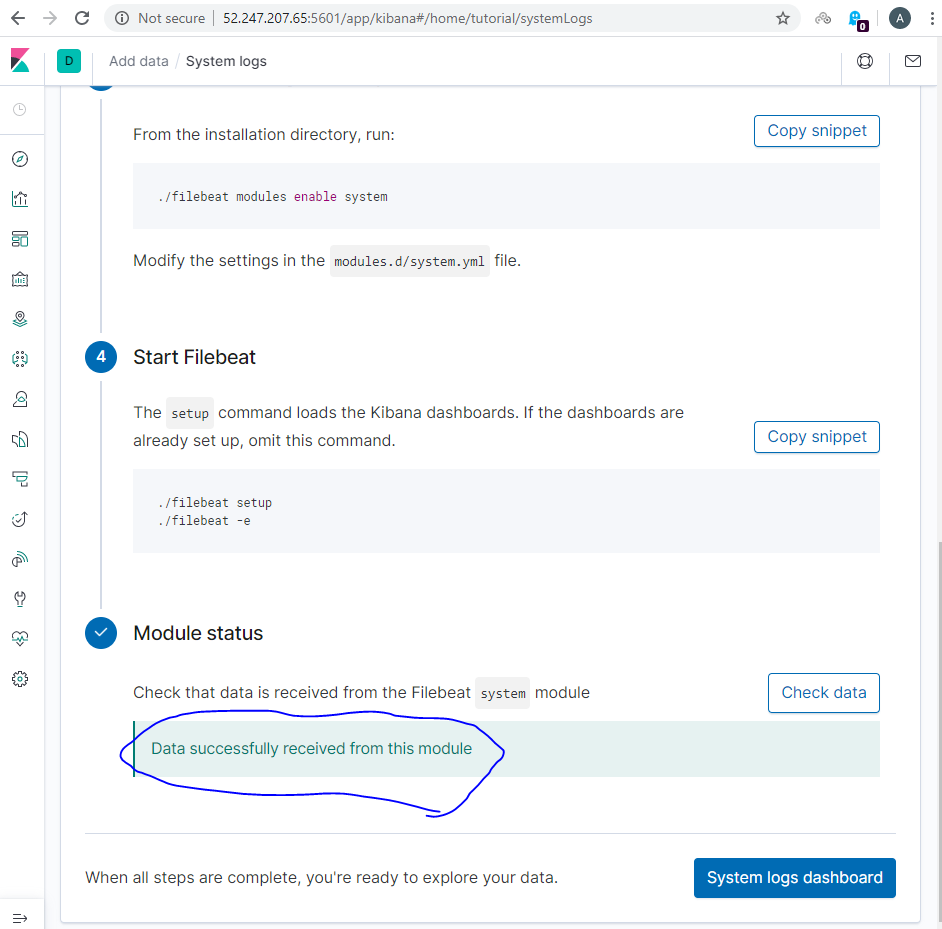 Not secure | 52.247.207.65:5601/app/kibana#/home/tutorial/systemLogs
0
A
D
Add data / System logs
From the installation directory, run:
Copy snippet
./filebeat modules enable system
Modify the settings in the modules.d/system.yml file.
4 Start Filebeat
The setup command loads the Kibana dashboards. If the dashboards are
already set up, omit this command.
Copy snippet
./filebeat setup
./filebeat -e
Module status
Check that data is received from the Filebeat system module
Check data
Data successfully received from this module
When all steps are complete, you're ready to explore your data.
System logs dashboard